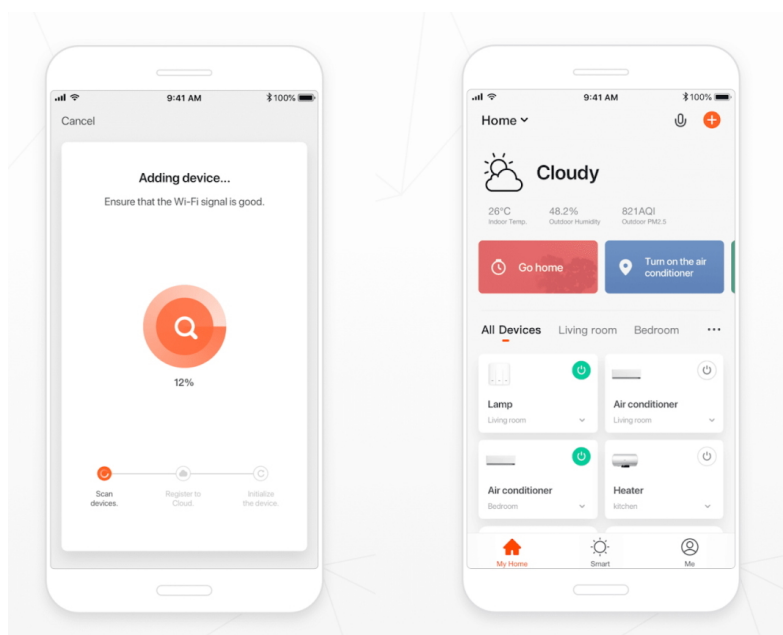 9:41 AM
100%
Cancel
Adding device...
Ensure that the Wi-Fi signal is good.
12%
Scan
devices.
Register to
Cloud.
Initialize
the device.
9:41 AM
100%
Home
Cloudy
26°C
Indoor Temp.
48.2%
Outdoor Humidity
821AQI
Outdoor PM2.5
Go home
Turn on the air
conditioner
All Devices
Living room
Bedroom
Lamp
Living room
Air conditioner
Living room
Air conditioner
Bedroom
Heater
kitchen
My Home
Smart
Me